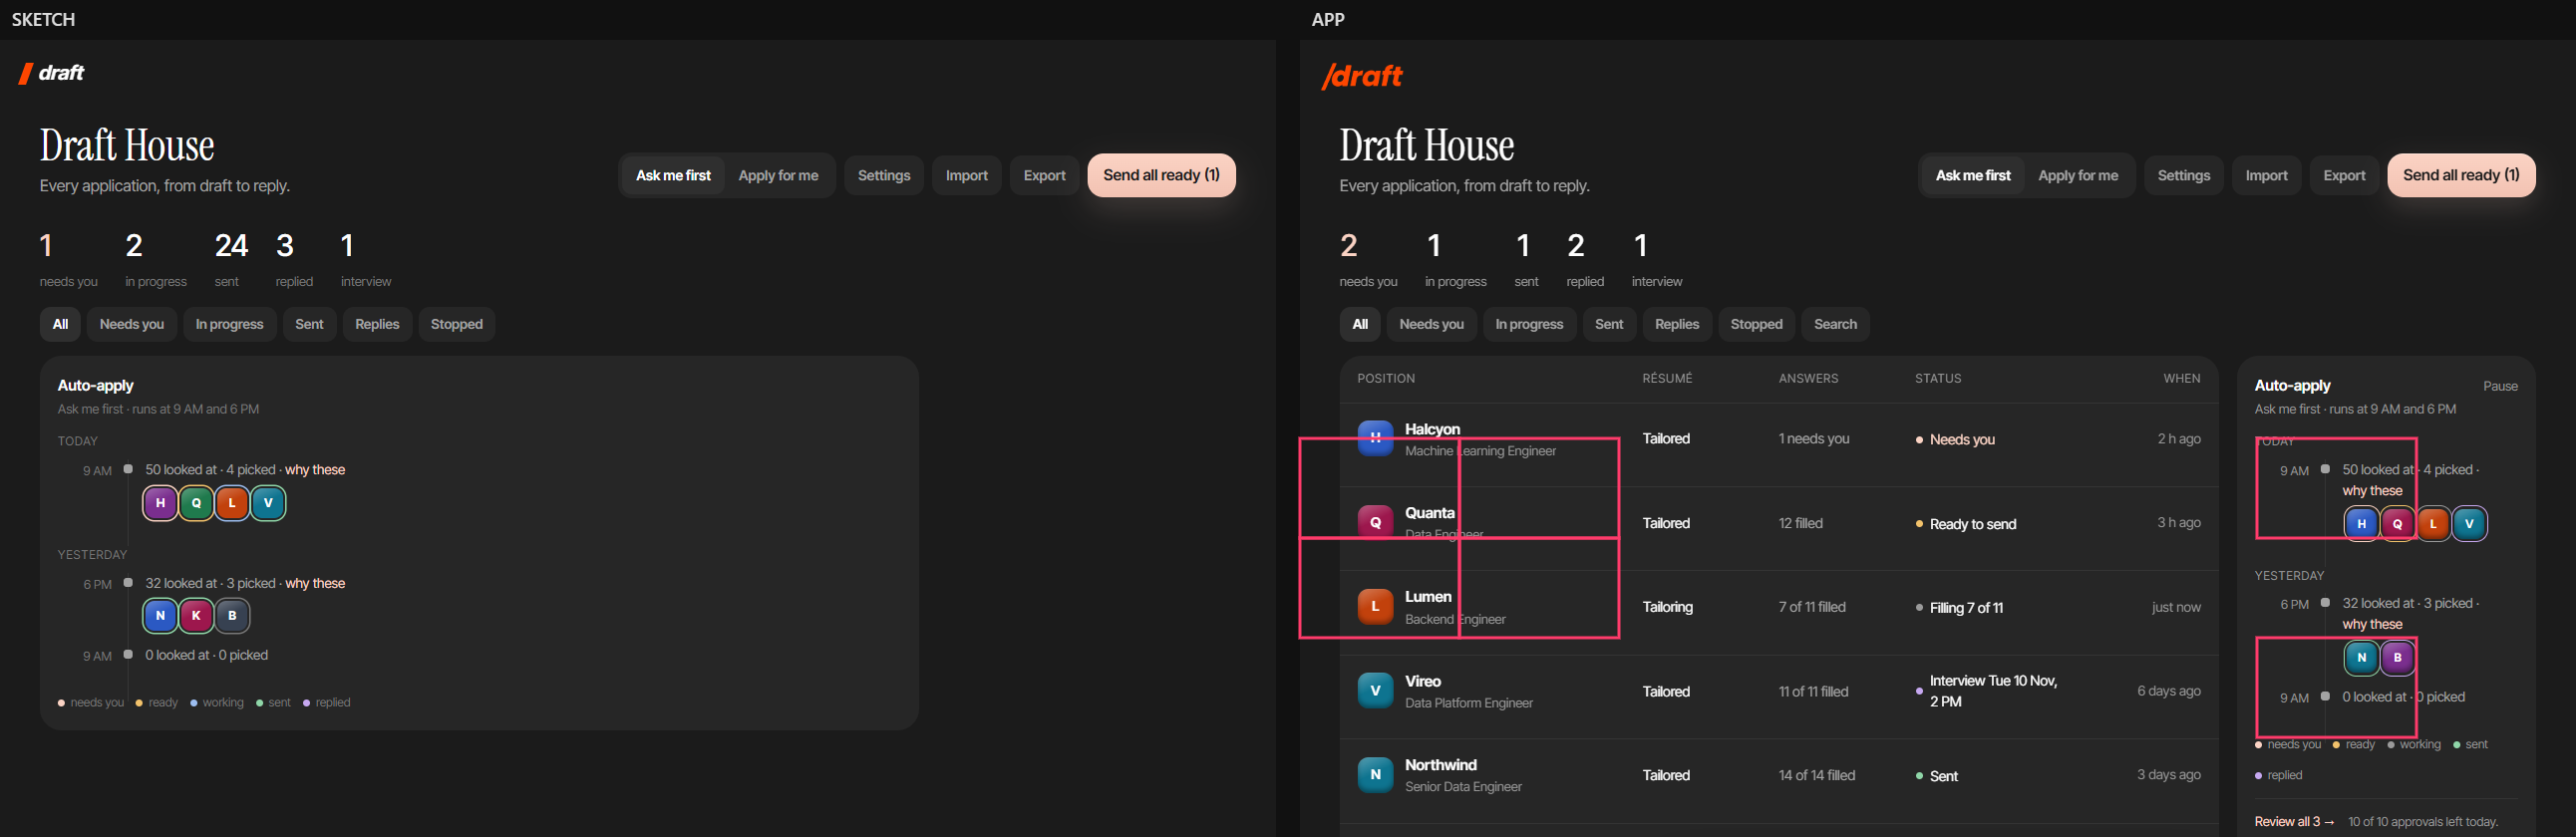 SKETCH
draft
Draft House
Every application, from draft to reply.
Ask me first Apply for me Settings Import Export Send all ready (1)
1 2 24 3 1
needs you in progress sent replied interview
All Needs you In progress Sent Replies Stopped
Auto-apply
Ask me first · runs at 9 AM and 6 PM
TODAY
9 AM 50 looked at · 4 picked · why these
H Q L V
YESTERDAY
6 PM 32 looked at · 3 picked · why these
N K B
9 AM 0 looked at · 0 picked
needs you ready working sent replied
APP
/draft
Draft House
Every application, from draft to reply.
Ask me first Apply for me Settings Import Export Send all ready (1)
2 1 1 2 1
needs you in progress sent replied interview
All Needs you In progress Sent Replies Stopped Search
POSITION RÉSUMÉ ANSWERS STATUS WHEN
H Halcyon Tailored 1 needs you Needs you 2 h ago
Machine Learning Engineer
Q Quanta Tailored 12 filled Ready to send 3 h ago
Data Engineer
L Lumen Tailoring 7 of 11 filled Filling 7 of 11 just now
Backend Engineer
V Vireo Tailored 11 of 11 filled Interview Tue 10 Nov, 6 days ago
Data Platform Engineer 2 PM
N Northwind Tailored 14 of 14 filled Sent 3 days ago
Senior Data Engineer
Auto-apply Pause
Ask me first · runs at 9 AM and 6 PM
TODAY
9 AM 50 looked at · 4 picked ·
why these
H Q L V
YESTERDAY
6 PM 32 looked at · 3 picked ·
why these
N B
9 AM 0 looked at · 0 picked
needs you ready working sent
replied
Review all 3 → 10 of 10 approvals left today.